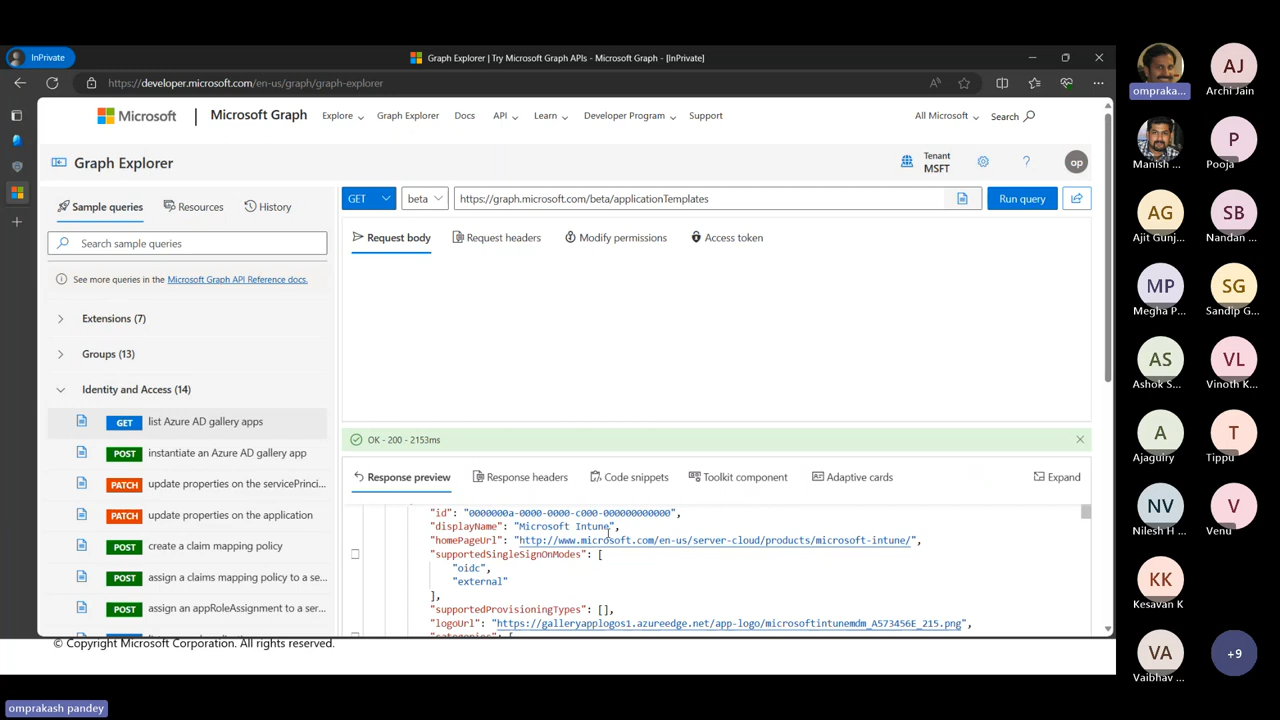 InPrivate
Graph Explorer | Try Microsoft Graph APIs - Microsoft Graph - [InPrivate]
https://developer.microsoft.com/en-us/graph/graph-explorer
Microsoft
Microsoft Graph
Explore
Graph Explorer
Docs
API
Learn
Developer Program
Support
All Microsoft
Search
Graph Explorer
Tenant
MSFT
?
op
Sample queries
Resources
History
GET
beta
https://graph.microsoft.com/beta/applicationTemplates
Run query
Search sample queries
See more queries in the Microsoft Graph API Reference docs.
Extensions (7)
Groups (13)
Identity and Access (14)
GET list Azure AD gallery apps
POST instantiate an Azure AD gallery app
PATCH update properties on the servicePrinci...
PATCH update properties on the application
POST create a claim mapping policy
POST assign a claims mapping policy to a se...
POST assign an appRoleAssignment to a ser...
Request body
Request headers
Modify permissions
Access token
OK - 200 - 2153ms
Response preview
Response headers
Code snippets
Toolkit component
Adaptive cards
Expand
"id": "0000000a-0000-0000-c000-000000000000",
"displayName": "Microsoft Intune",
"homePageUrl": "http://www.microsoft.com/en-us/server-cloud/products/microsoft-intune/",
"supportedSingleSignOnModes": [
"oidc",
"external"
],
"supportedProvisioningTypes": [],
"logoUrl": "https://galleryapplogos1.azureedge.net/app-logo/microsoftintunemdm_A573456E_215.png",
"categories": [
© Copyright Microsoft Corporation. All rights reserved.
omprakash pandey
ompraka...
AJ
Archi Jain
Manish ...
P
Pooja
AG
Ajit Gunj...
SB
Nandan ...
MP
Megha P...
SG
Sandip G...
AS
Ashok S...
VL
Vinoth K...
A
T
Tippu
NV
Nilesh H...
V
Venu
KK
Kesavan K
VA
Vaibhav ...
+9